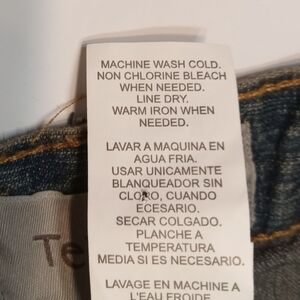 MACHINE WASH COLD.
NON CHLORINE BLEACH
WHEN NEEDED.
LINE DRY.
WARM IRON WHEN
NEEDED.
LAVAR A MAQUINA EN
AGUA FRIA.
USAR UNICAMENTE
BLANQUEADOR SIN
CLORO, CUANDO
ECESARIO.
SECAR COLGADO.
PLANCHE A
TEMPERATURA
MEDIA SI ES NECESARIO.
LAVAGE EN MACHINE A
L'EAU FROIDE
Te